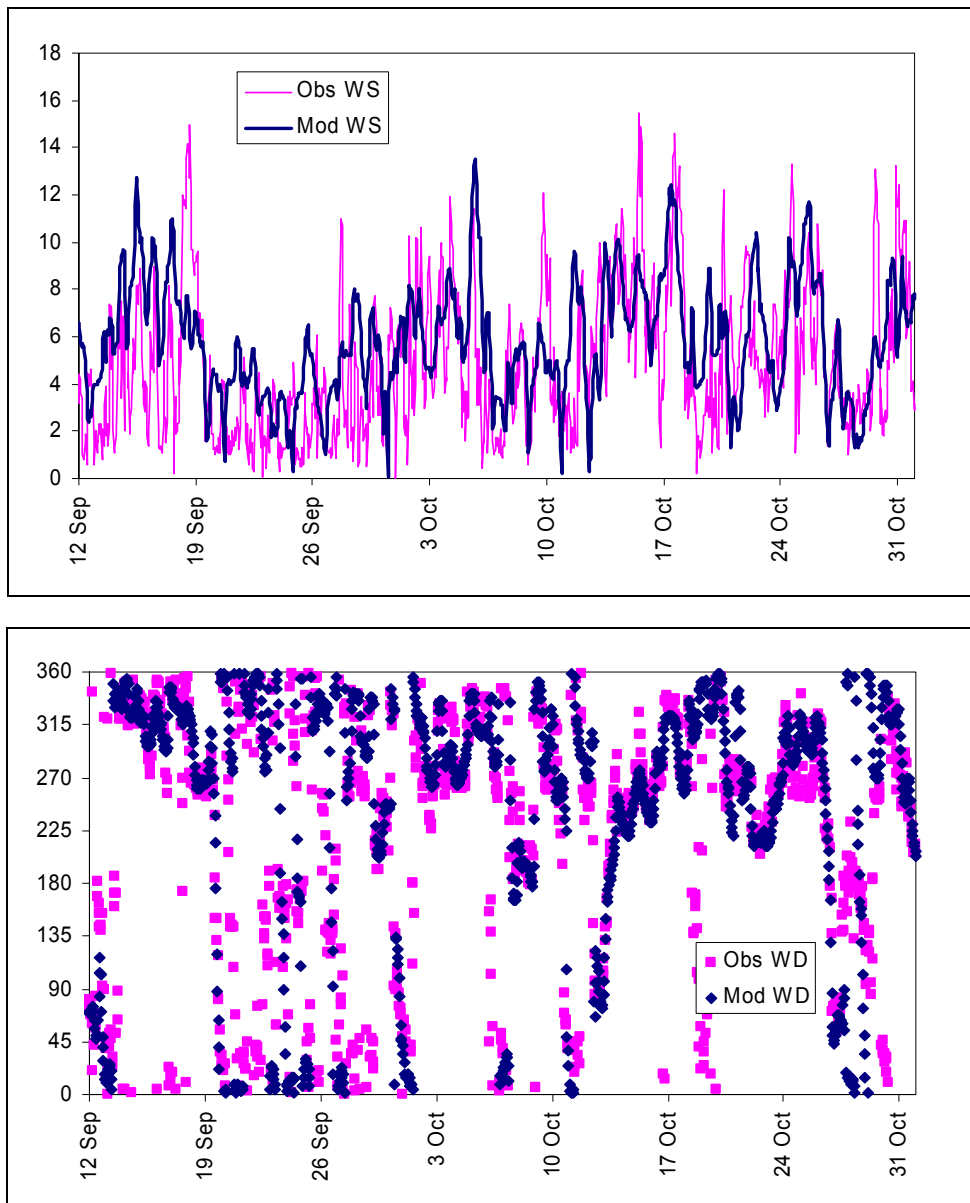 18
16
14
12
10
8
6
4
2
0
Obs WS
Mod WS
12 Sep
19 Sep
26 Sep
3 Oct
10 Oct
17 Oct
24 Oct
31 Oct
360
315
270
225
180
135
90
45
0
Obs WD
Mod WD
12 Sep
19 Sep
26 Sep
3 Oct
10 Oct
17 Oct
24 Oct
31 Oct